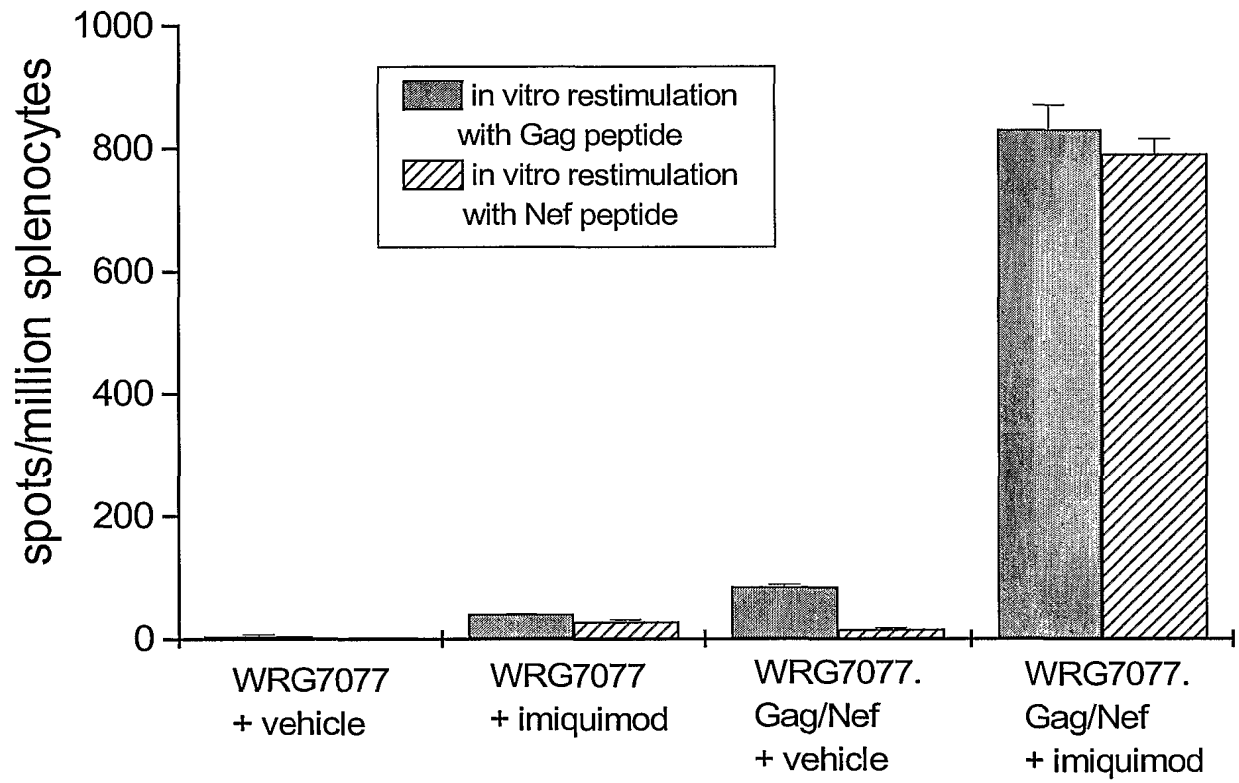 1000
800
600
400
200
0
spots/million splenocytes
in vitro restimulation
with Gag peptide
in vitro restimulation
with Nef peptide
WRG7077
+ vehicle
WRG7077
+ imiquimod
WRG7077.
Gag/Nef
+ vehicle
WRG7077.
Gag/Nef
+ imiquimod